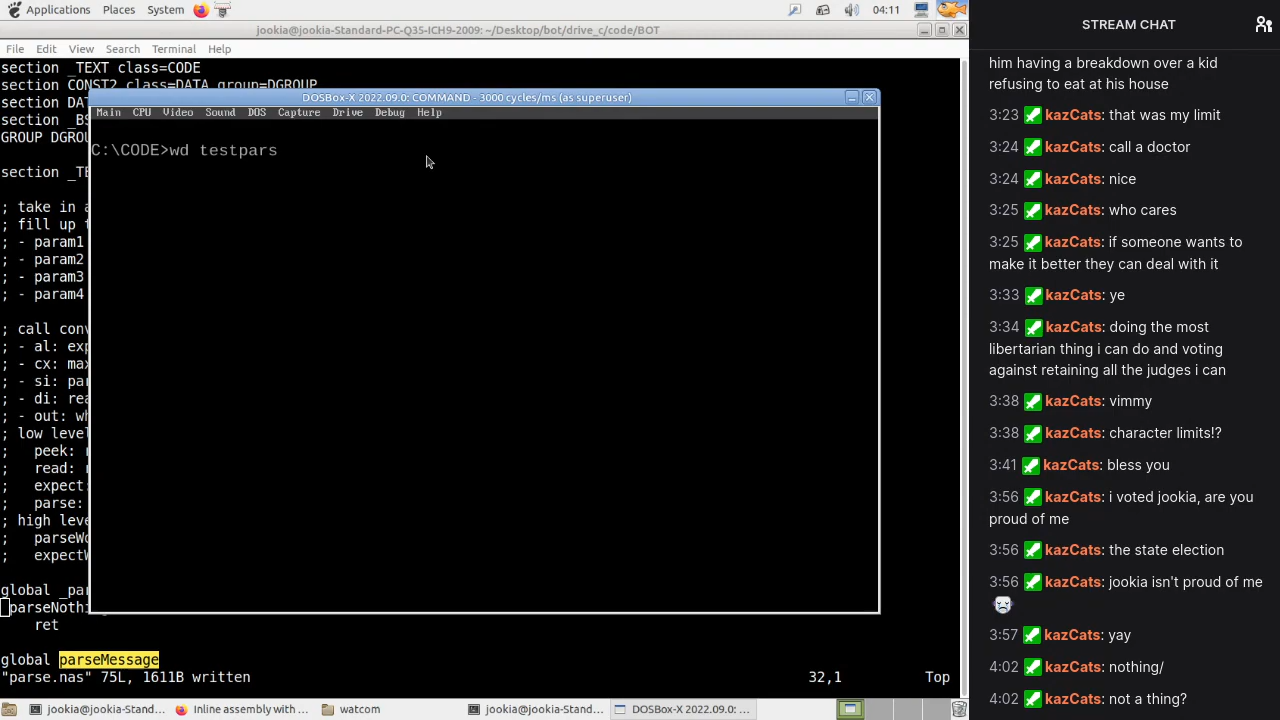 Applications Places System 04:11
jookia@jookia-Standard-PC-Q35-ICH9-2009: ~/Desktop/bot/drive_c/code/BOT
File Edit View Search Terminal Help
section _TEXT class=CODE
section CONST2 class=DATA group=DGROUP
section DAT
section _BS
GROUP DGRO
section _TE
; take in a
; fill up t
; - param1
; - param2
; - param3
; - param4
; call conv
; - al: exp
; - cx: max
; - si: pa
; - di: rea
; - out: wh
; low level
;   peek: r
;   read: r
;   expect:
;   parse:
; high leve
;   parseWo
;   expectW
global _par
parseNothi
    ret
global parseMessage
"parse.nas" 75L, 1611B written 32,1 Top
DOSBox-X 2022.09.0: COMMAND - 3000 cycles/ms (as superuser)
Main CPU Video Sound DOS Capture Drive Debug Help
C:\CODE>wd testpars
jookia@jookia-Stand... Inline assembly with ... watcom jookia@jookia-Stand... DOSBox-X 2022.09.0: ...
STREAM CHAT
him having a breakdown over a kid
refusing to eat at his house
3:23 kazCats: that was my limit
3:24 kazCats: call a doctor
3:24 kazCats: nice
3:25 kazCats: who cares
3:25 kazCats: if someone wants to
make it better they can deal with it
3:33 kazCats: ye
3:34 kazCats: doing the most
libertarian thing i can do and voting
against retaining all the judges i can
3:38 kazCats: vimmy
3:38 kazCats: character limits!?
3:41 kazCats: bless you
3:56 kazCats: i voted jookia, are you
proud of me
3:56 kazCats: the state election
3:56 kazCats: jookia isn't proud of me
3:57 kazCats: yay
4:02 kazCats: nothing/
4:02 kazCats: not a thing?